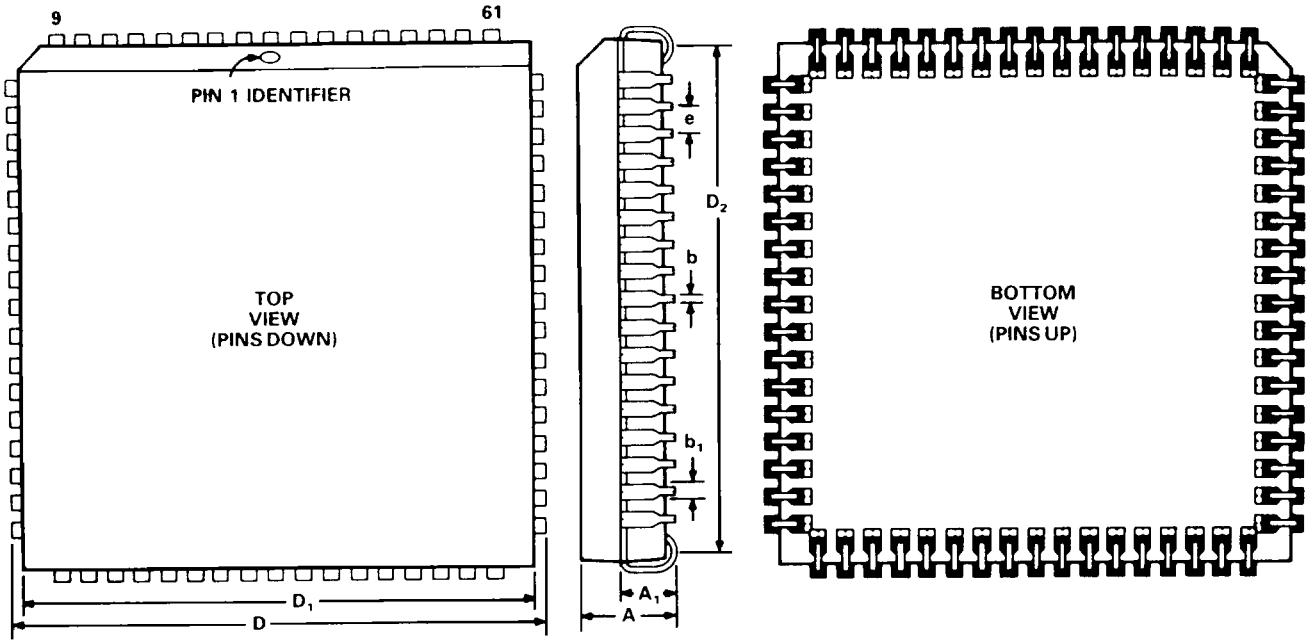 9
61
PIN 1 IDENTIFIER
TOP
VIEW
(PINS DOWN)
D₁
D
e
D₂
b
b₁
A₁
A
BOTTOM
VIEW
(PINS UP)